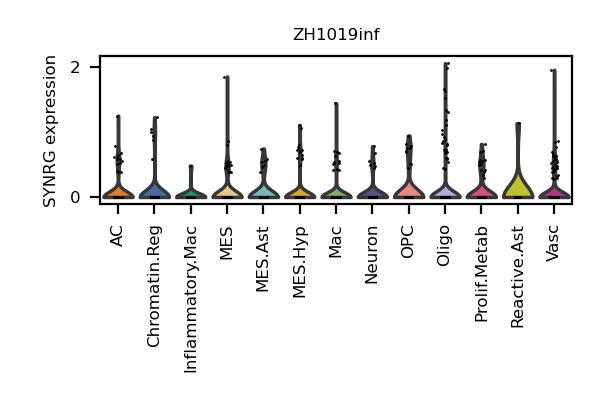 ZH1019inf
SYNRG expression
2
0
AC
Chromatin.Reg
Inflammatory.Mac
MES
MES.Ast
MES.Hyp
Mac
Neuron
OPC
Oligo
Prolif.Metab
Reactive.Ast
Vasc